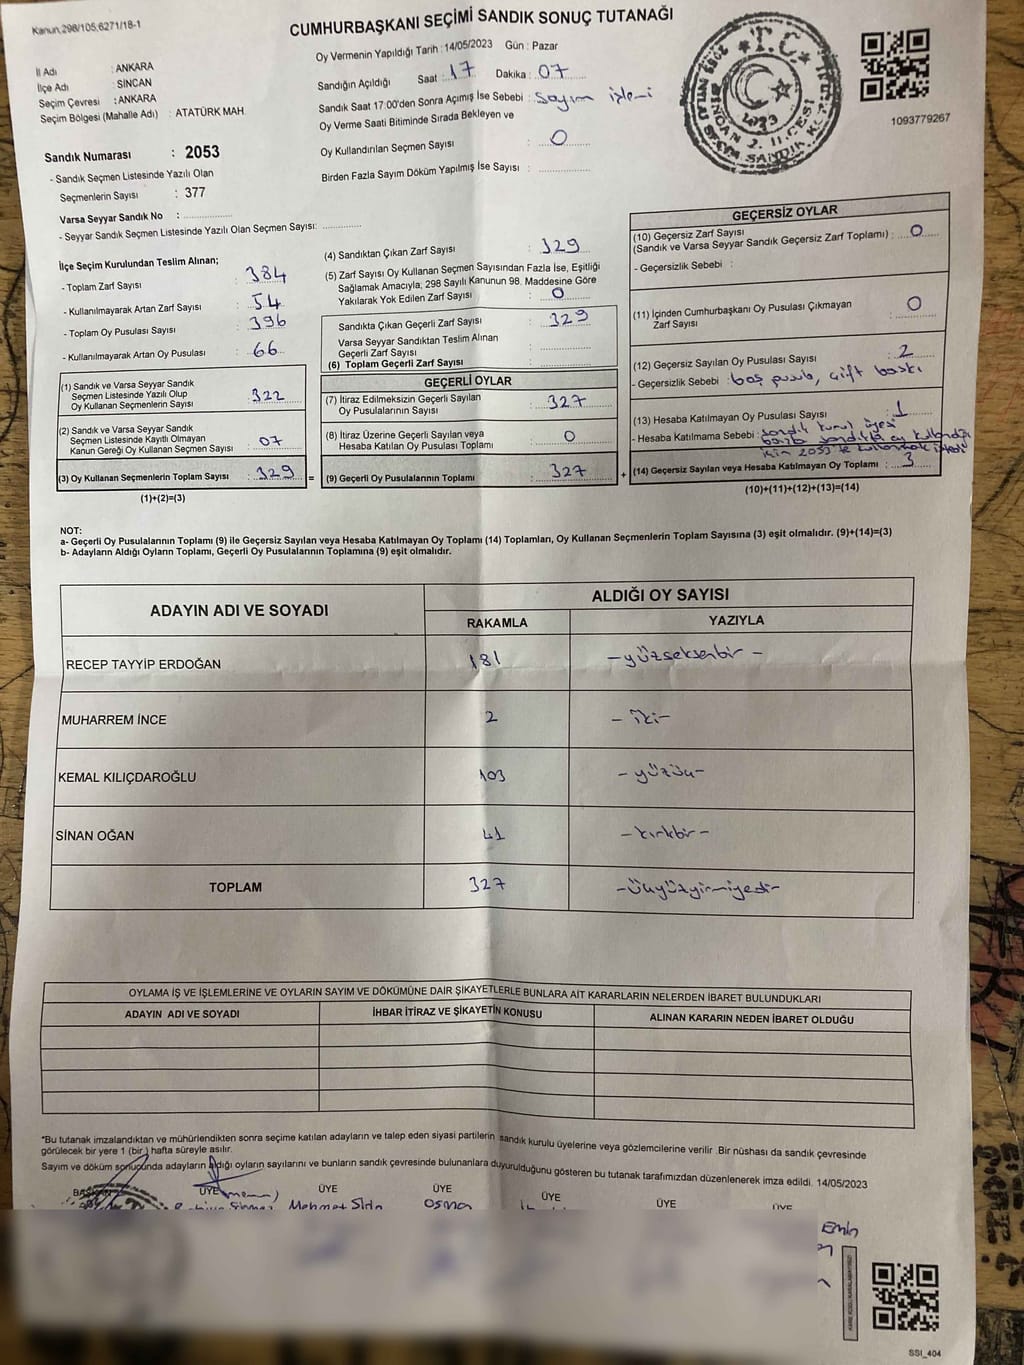 Kanun,298/105,6271/18-1
CUMHURBAŞKANI SEÇİMİ SANDIK SONUÇ TUTANAĞI
Oy Vermenin Yapıldığı Tarih : 14/05/2023 Gün : Pazar
İl Adı : ANKARA
İlçe Adı : SİNCAN
Seçim Çevresi : ANKARA
Seçim Bölgesi (Mahalle Adı) : ATATÜRK MAH
Sandığın Açıldığı Saat : 17 Dakika : 07
Sandık Saat 17:00'den Sonra Açmış İse Sebebi : Sayım işlemi
Oy Verme Saati Bitiminde Sırada Bekleyen ve
Oy Kullandırılan Seçmen Sayısı : 0
Birden Fazla Sayım Döküm Yapılmış İse Sayısı :
T.C.
1093779267
Sandık Numarası : 2053
- Sandık Seçmen Listesinde Yazılı Olan
Seçmenlerin Sayısı : 377
Varsa Seyyar Sandık No :
- Seyyar Sandık Seçmen Listesinde Yazılı Olan Seçmen Sayısı:
İlçe Seçim Kurulundan Teslim Alınan;
- Toplam Zarf Sayısı : 384
- Kullanılmayarak Artan Zarf Sayısı : 54
- Toplam Oy Pusulası Sayısı : 396
- Kullanılmayarak Artan Oy Pusulası : 66
(1) Sandık ve Varsa Seyyar Sandık
Seçmen Listesinde Yazılı Olup
Oy Kullanan Seçmenlerin Sayısı : 322
(2) Sandık ve Varsa Seyyar Sandık
Seçmen Listesinde Kayıtlı Olmayan
Kanun Gereği Oy Kullanan Seçmen Sayısı : 07
(3) Oy Kullanan Seçmenlerin Toplam Sayısı : 329
(1)+(2)=(3)
(4) Sandıktan Çıkan Zarf Sayısı : 329
(5) Zarf Sayısı Oy Kullanan Seçmen Sayısından Fazla İse, Eşitliği
Sağlamak Amacıyla, 298 Sayılı Kanunun 98. Maddesine Göre
Yakılarak Yok Edilen Zarf Sayısı : 0
Sandıkta Çıkan Geçerli Zarf Sayısı : 329
Varsa Seyyar Sandıktan Teslim Alınan
Geçerli Zarf Sayısı :
(6) Toplam Geçerli Zarf Sayısı :
GEÇERLİ OYLAR
(7) İtiraz Edilmeksizin Geçerli Sayılan
Oy Pusulalarının Sayısı : 327
(8) İtiraz Üzerine Geçerli Sayılan veya
Hesaba Katılan Oy Pusulası Toplamı : 0
= (9) Geçerli Oy Pusulalarının Toplamı : 327
GEÇERSİZ OYLAR
(10) Geçersiz Zarf Sayısı
(Sandık ve Varsa Seyyar Sandık Geçersiz Zarf Toplamı) : 0
- Geçersizlik Sebebi :
(11) İçinden Cumhurbaşkanı Oy Pusulası Çıkmayan
Zarf Sayısı : 0
(12) Geçersiz Sayılan Oy Pusulası Sayısı : 2
- Geçersizlik Sebebi : boş pusula, çift baskı
(13) Hesaba Katılmayan Oy Pusulası Sayısı : 1
- Hesaba Katılmama Sebebi : sandık kurul üyesi
başka sandıkta oy kullandığı
için 2053'te kullanmak istedi
+ (14) Geçersiz Sayılan veya Hesaba Katılmayan Oy Toplamı : 3
(10)+(11)+(12)+(13)=(14)
NOT:
a- Geçerli Oy Pusulalarının Toplamı (9) ile Geçersiz Sayılan veya Hesaba Katılmayan Oy Toplamı (14) Toplamları, Oy Kullanan Seçmenlerin Toplam Sayısına (3) eşit olmalıdır. (9)+(14)=(3)
b- Adayların Aldığı Oyların Toplamı, Geçerli Oy Pusulalarının Toplamına (9) eşit olmalıdır.
ADAYIN ADI VE SOYADI
ALDIĞI OY SAYISI
RAKAMLA YAZIYLA
RECEP TAYYİP ERDOĞAN 181 -yüzseksenbir-
MUHARREM İNCE 2 -iki-
KEMAL KILIÇDAROĞLU 103 -yüzüç-
SİNAN OĞAN 41 -kırkbir-
TOPLAM 327 -üçyüzyirmiyedi-
OYLAMA İŞ VE İŞLEMLERİNE VE OYLARIN SAYIM VE DÖKÜMÜNE DAİR ŞİKAYETLERLE BUNLARA AİT KARARLARIN NELERDEN İBARET BULUNDUKLARI
ADAYIN ADI VE SOYADI İHBAR İTİRAZ VE ŞİKAYETİN KONUSU ALINAN KARARIN NEDEN İBARET OLDUĞU
*Bu tutanak imzalandıktan ve mühürlendikten sonra seçime katılan adayların ve talep eden siyasi partilerin sandık kurulu üyelerine veya gözlemcilerine verilir .Bir nüshası da sandık çevresinde
görülecek bir yere 1 (bir ) hafta süreyle asılır.
Sayım ve döküm sonucunda adayların aldığı oyların sayılarını ve bunların sandık çevresinde bulunanlara duyurulduğunu gösteren bu tutanak tarafımızdan düzenlenerek imza edildi. 14/05/2023
BAŞKAN ÜYE ÜYE ÜYE ÜYE ÜYE ÜYE
Mehmet Osman
Emin
SSI_404